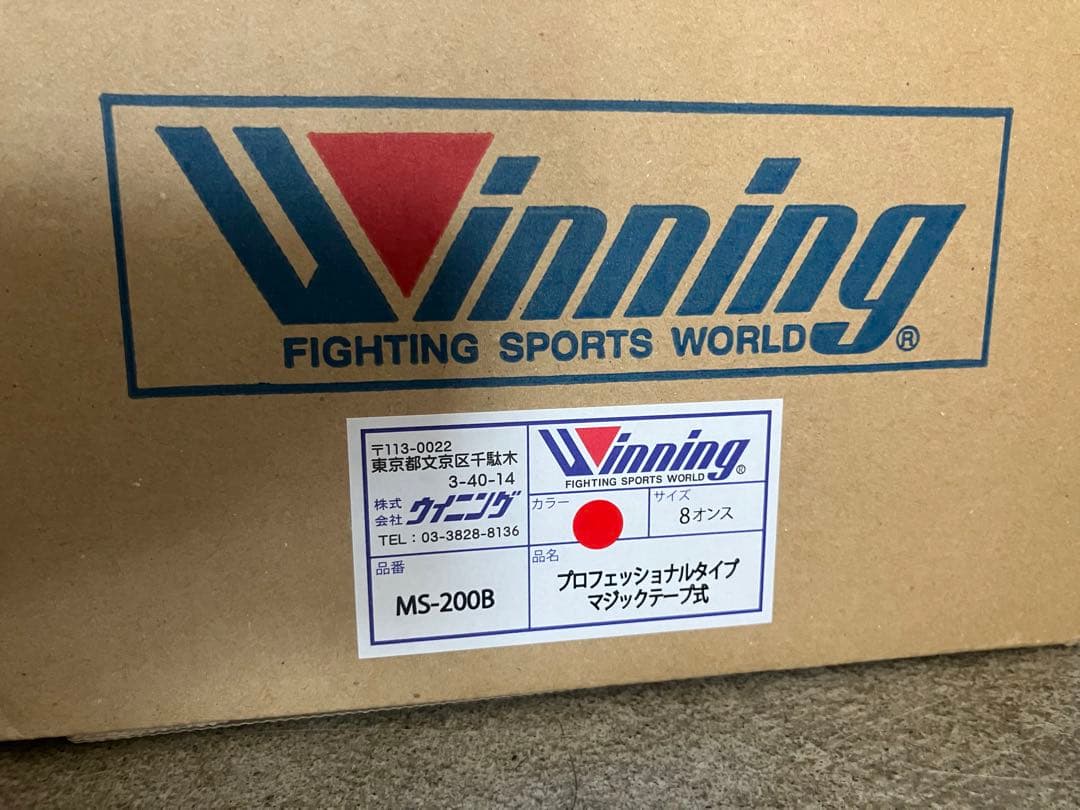 Winning
FIGHTING SPORTS WORLD®
〒113-0022
東京都文京区千駄木
3-40-14
株式会社 ウイニング
TEL：03-3828-8136
Winning®
FIGHTING SPORTS WORLD
カラー
サイズ
8オンス
品番
MS-200B
品名
プロフェッショナルタイプ
マジックテープ式